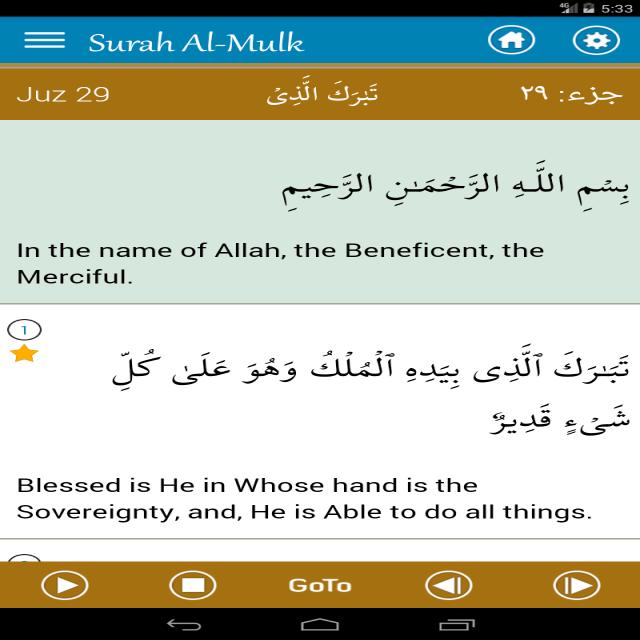 4G 5:33
Surah Al-Mulk
Juz 29 تَبٰرَكَ الَّذِیْ جزء: ٢٩
بِسْمِ اللَّـهِ الرَّحْمَـٰنِ الرَّحِيمِ
In the name of Allah, the Beneficent, the
Merciful.
1
تَبَـٰرَكَ ٱلَّذِى بِيَدِهِ ٱلْمُلْكُ وَهُوَ عَلَىٰ كُلِّ
شَىْءٍ قَدِيرٌ
Blessed is He in Whose hand is the
Sovereignty, and, He is Able to do all things.
GoTo